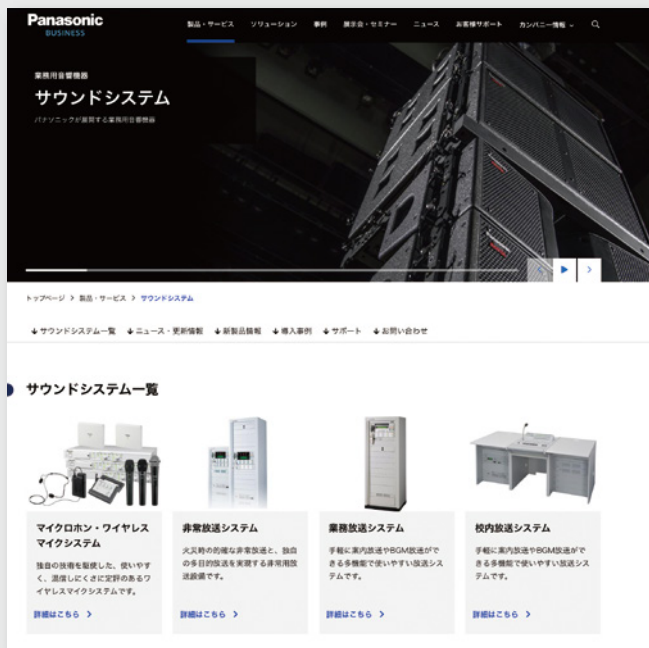 Panasonic
BUSINESS
製品・サービス ソリューション 事例 展示会・セミナー ニュース お客様サポート カンパニー情報
業務用音響機器
サウンドシステム
パナソニックが展開する業務用音響機器
トップページ > 製品・サービス > サウンドシステム
↓サウンドシステム一覧 ↓ニュース・更新情報 ↓新製品情報 ↓導入事例 ↓サポート ↓お問い合わせ
サウンドシステム一覧
マイクロホン・ワイヤレス
マイクシステム
独自の技術を駆使した、使いやす
く、混信しにくさに定評のあるワ
イヤレスマイクシステムです。
詳細はこちら >
非常放送システム
火災時の的確な非常放送と、独自
の多目的放送を実現する非常用放
送設備です。
詳細はこちら >
業務放送システム
手軽に案内放送やBGM放送がで
きる多機能で使いやすい放送シス
テムです。
詳細はこちら >
校内放送システム
手軽に案内放送やBGM放送がで
きる多機能で使いやすい放送シス
テムです。
詳細はこちら >